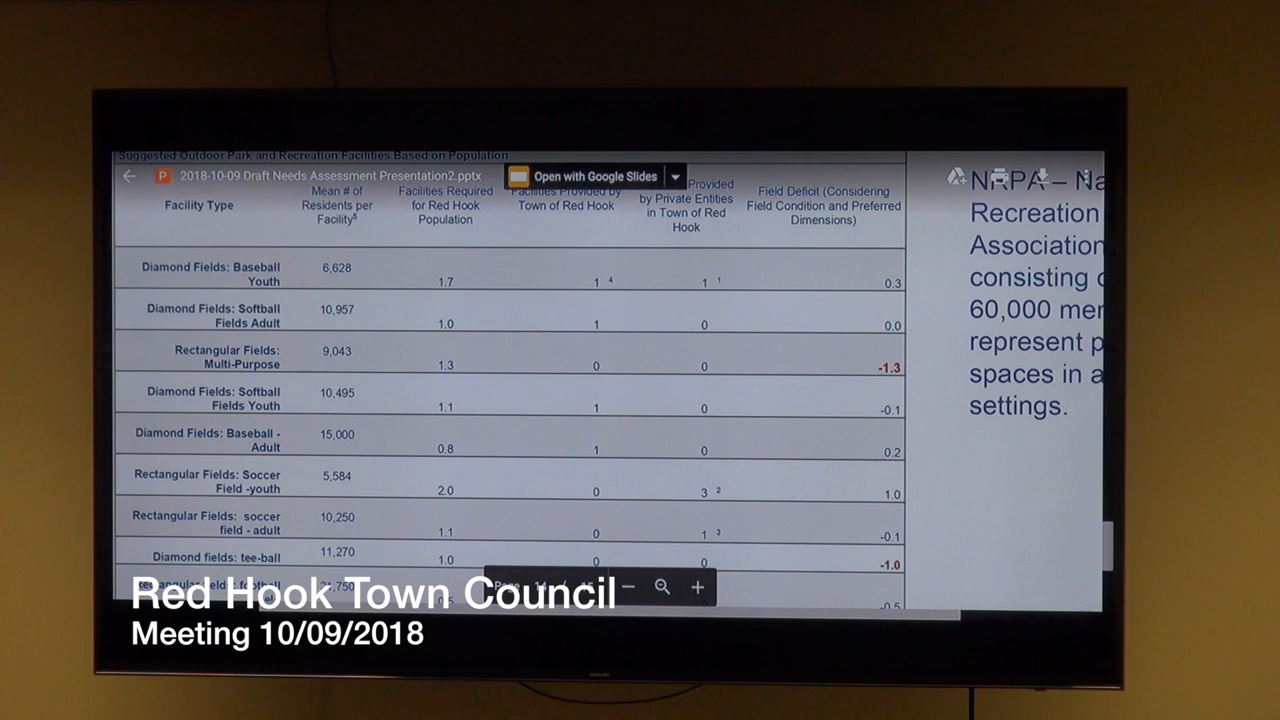 Suggested Outdoor Park and Recreation Facilities Based on Population
2018-10-09 Draft Needs Assessment Presentation2.pptx
Open with Google Slides
Facility Type
Mean # of
Residents per
Facility⁵
Facilities Required
for Red Hook
Population
Facilities Provided by
Town of Red Hook
Provided
by Private Entities
in Town of Red
Hook
Field Deficit (Considering
Field Condition and Preferred
Dimensions)
Diamond Fields: Baseball
Youth
6,628
1.7
1 4
1 1
0.3
Diamond Fields: Softball
Fields Adult
10,957
1.0
1
0
0.0
Rectangular Fields:
Multi-Purpose
9,043
1.3
0
0
-1.3
Diamond Fields: Softball
Fields Youth
10,495
1.1
1
0
-0.1
Diamond Fields: Baseball -
Adult
15,000
0.8
1
0
0.2
Rectangular Fields: Soccer
Field -youth
5,584
2.0
0
3 2
1.0
Rectangular Fields: soccer
field - adult
10,250
1.1
0
1 3
-0.1
Diamond fields: tee-ball
11,270
1.0
0
0
-1.0
-0.5
NRPA – Na
Recreation
Association
consisting
60,000 mer
represent p
spaces in a
settings.
Red Hook Town Council
Meeting 10/09/2018
SAMSUNG